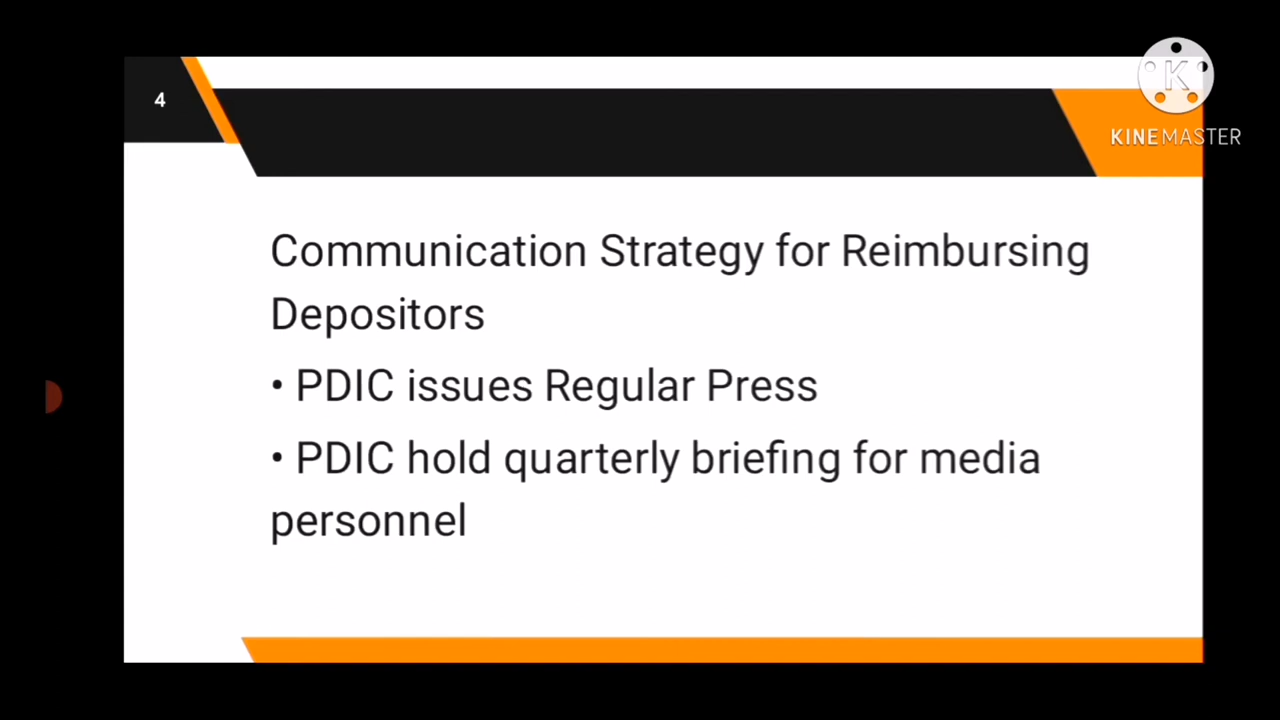 4
K
KINEMASTER
Communication Strategy for Reimbursing
Depositors
• PDIC issues Regular Press
• PDIC hold quarterly briefing for media
personnel